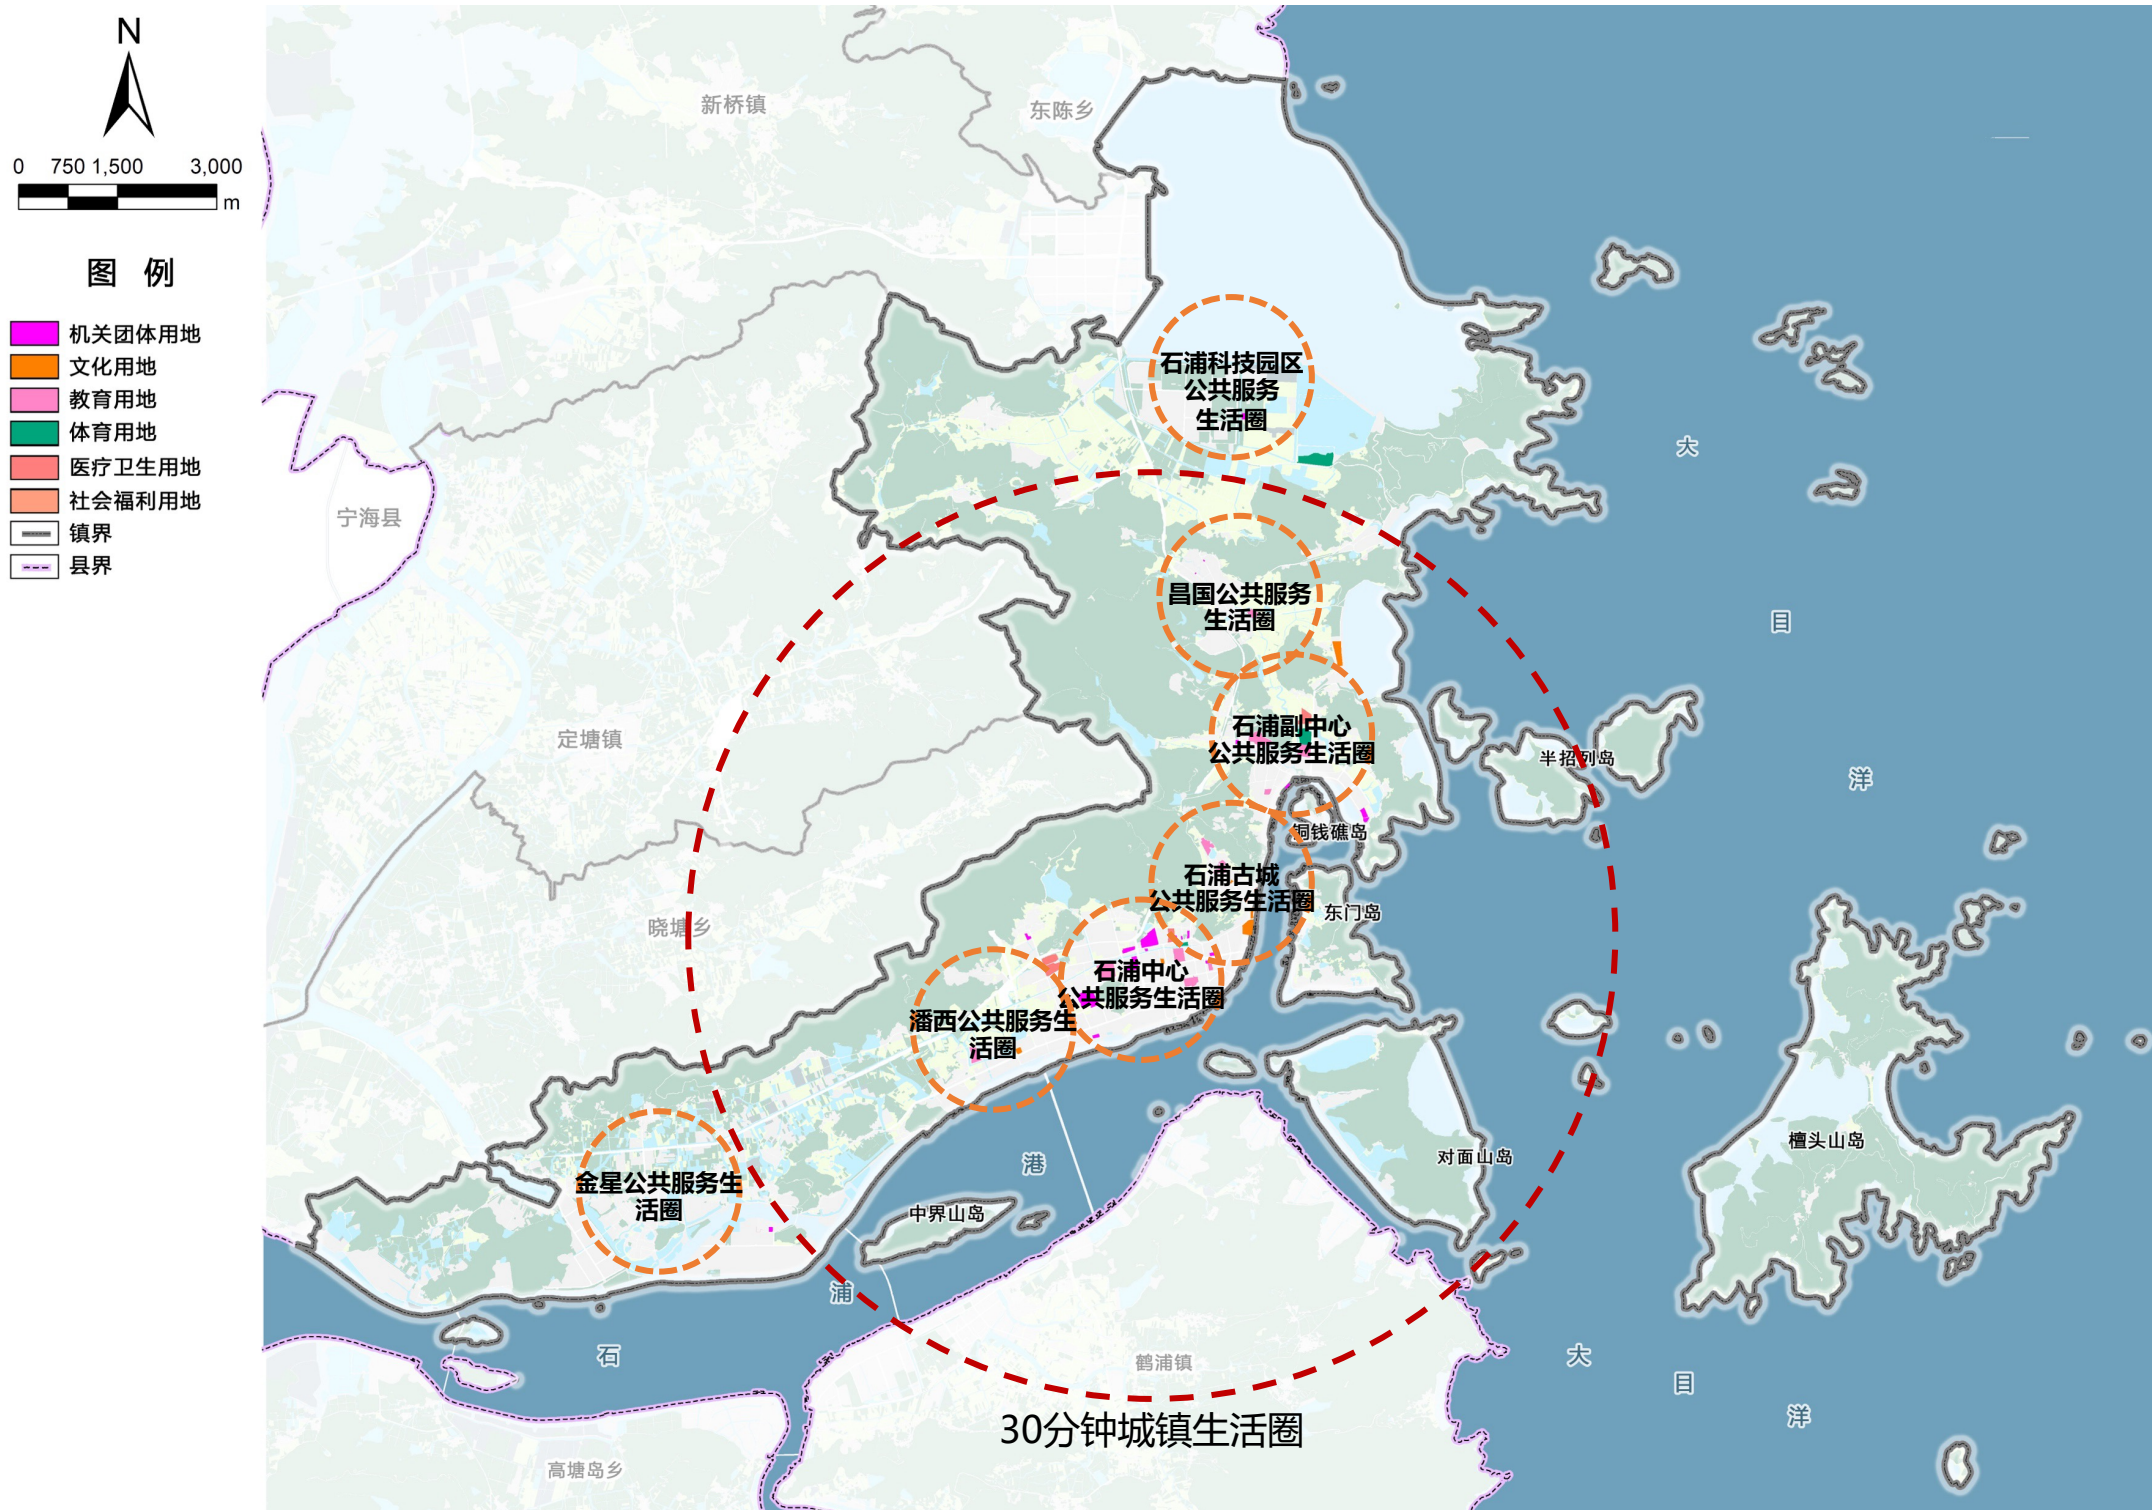 N
0 750 1,500 3,000
m
图 例
机关团体用地
文化用地
教育用地
体育用地
医疗卫生用地
社会福利用地
镇界
县界
新桥镇
东陈乡
宁海县
定塘镇
晓塘乡
石浦科技园区
公共服务
生活圈
昌国公共服务
生活圈
石浦副中心
公共服务生活圈
石浦古城
公共服务生活圈
石浦中心
公共服务生活圈
潘西公共服务生
活圈
金星公共服务生
活圈
半招列岛
铜钱礁岛
东门岛
对面山岛
檀头山岛
中界山岛
大
目
洋
港
浦
石
大
目
洋
鹤浦镇
30分钟城镇生活圈
高塘岛乡